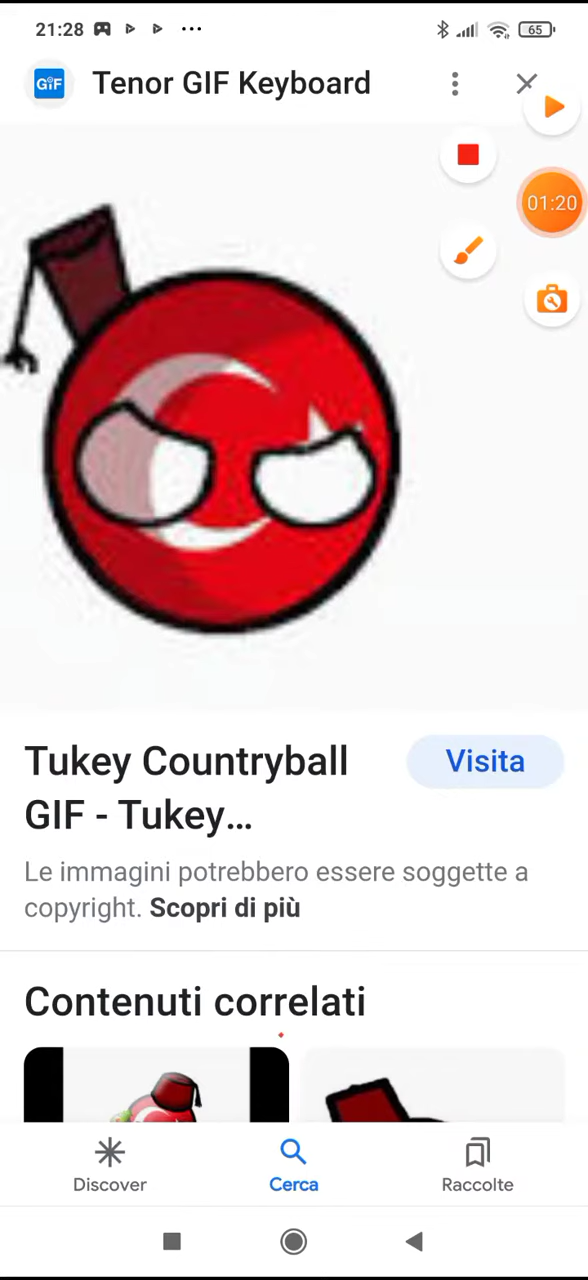 21:28
65
GIF
Tenor GIF Keyboard
01:20
Tukey Countryball
GIF - Tukey...
Visita
Le immagini potrebbero essere soggette a
copyright. Scopri di più
Contenuti correlati
Discover
Cerca
Raccolte